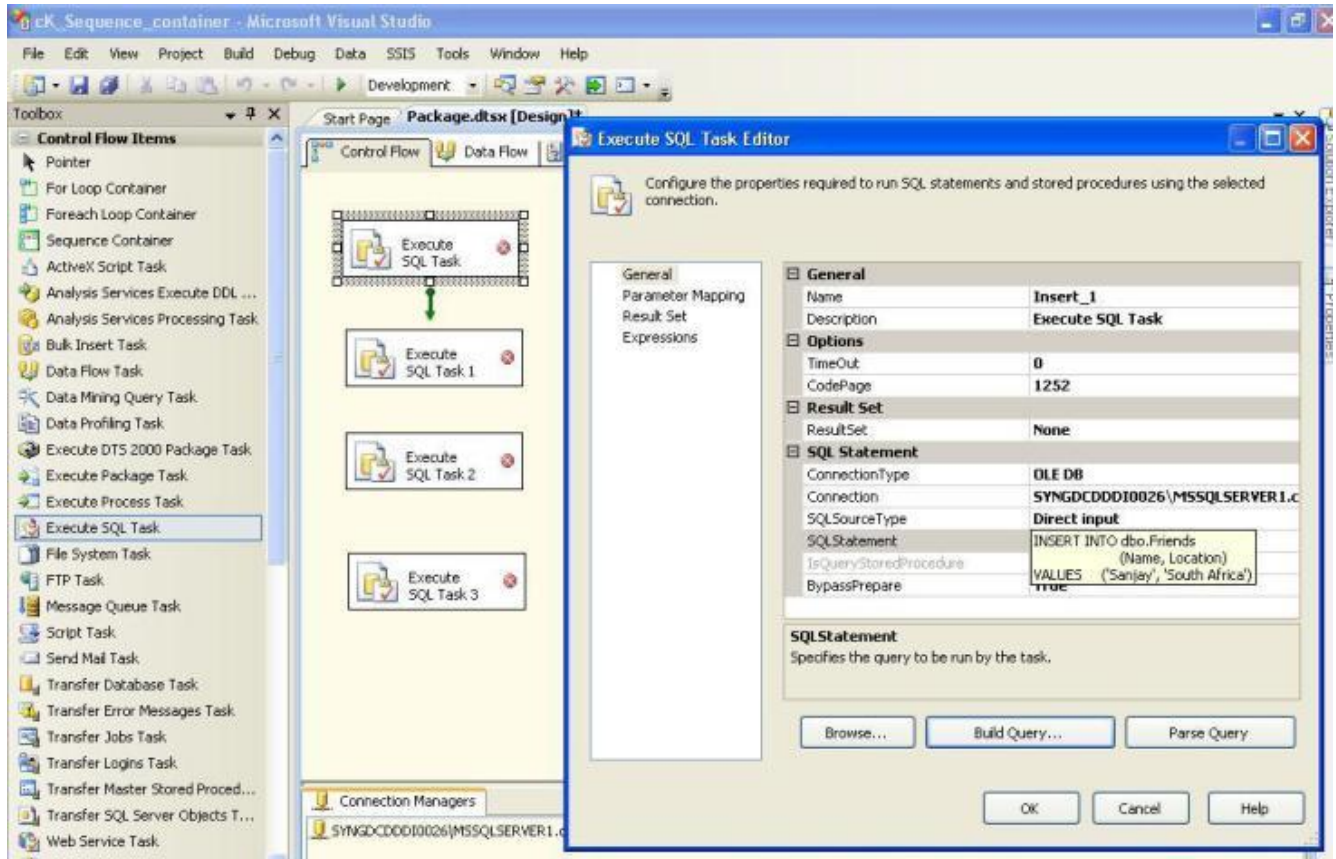 cK_Sequence_container - Microsoft Visual Studio
File Edit View Project Build Debug Data SSIS Tools Window Help
Development
Toolbox
Start Page Package.dtsx [Design]*
Control Flow Items
Control Flow Data Flow
Pointer
For Loop Container
Foreach Loop Container
Sequence Container
ActiveX Script Task
Analysis Services Execute DDL ...
Analysis Services Processing Task
Bulk Insert Task
Data Flow Task
Data Mining Query Task
Data Profiling Task
Execute DTS 2000 Package Task
Execute Package Task
Execute Process Task
Execute SQL Task
File System Task
FTP Task
Message Queue Task
Script Task
Send Mail Task
Transfer Database Task
Transfer Error Messages Task
Transfer Jobs Task
Transfer Logins Task
Transfer Master Stored Proced...
Transfer SQL Server Objects T...
Web Service Task
Execute
SQL Task
Execute
SQL Task 1
Execute
SQL Task 2
Execute
SQL Task 3
Connection Managers
SYNGDCDDDI0026\MSSQLSERVER1.c
Execute SQL Task Editor
Configure the properties required to run SQL statements and stored procedures using the selected
connection.
General
Parameter Mapping
Result Set
Expressions
General
Name Insert_1
Description Execute SQL Task
Options
TimeOut 0
CodePage 1252
Result Set
ResultSet None
SQL Statement
ConnectionType OLE DB
Connection SYNGDCDDDI0026\MSSQLSERVER1.c
SQLSourceType Direct input
SQLStatement INSERT INTO dbo.Friends
(Name, Location)
IsQueryStoredProcedure
VALUES ('Sanjay', 'South Africa')
BypassPrepare True
SQLStatement
Specifies the query to be run by the task.
Browse... Build Query... Parse Query
OK Cancel Help
Solution Explorer
Properties